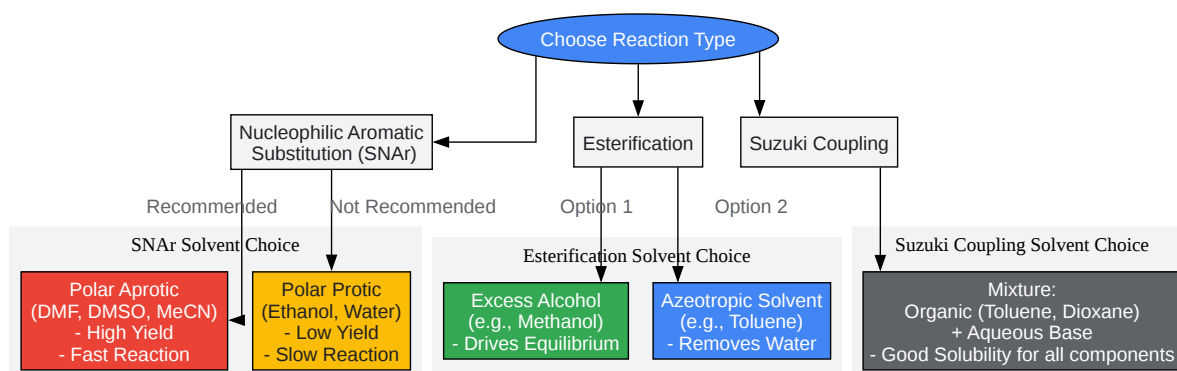 Choose Reaction Type
Nucleophilic Aromatic
Substitution (SNAr)
Esterification
Suzuki Coupling
Recommended
Not Recommended
Option 1
Option 2
SNAr Solvent Choice
Esterification Solvent Choice
Suzuki Coupling Solvent Choice
Polar Aprotic
(DMF, DMSO, MeCN)
- High Yield
- Fast Reaction
Polar Protic
(Ethanol, Water)
- Low Yield
- Slow Reaction
Excess Alcohol
(e.g., Methanol)
- Drives Equilibrium
Azeotropic Solvent
(e.g., Toluene)
- Removes Water
Mixture:
Organic (Toluene, Dioxane)
+ Aqueous Base
- Good Solubility for all components